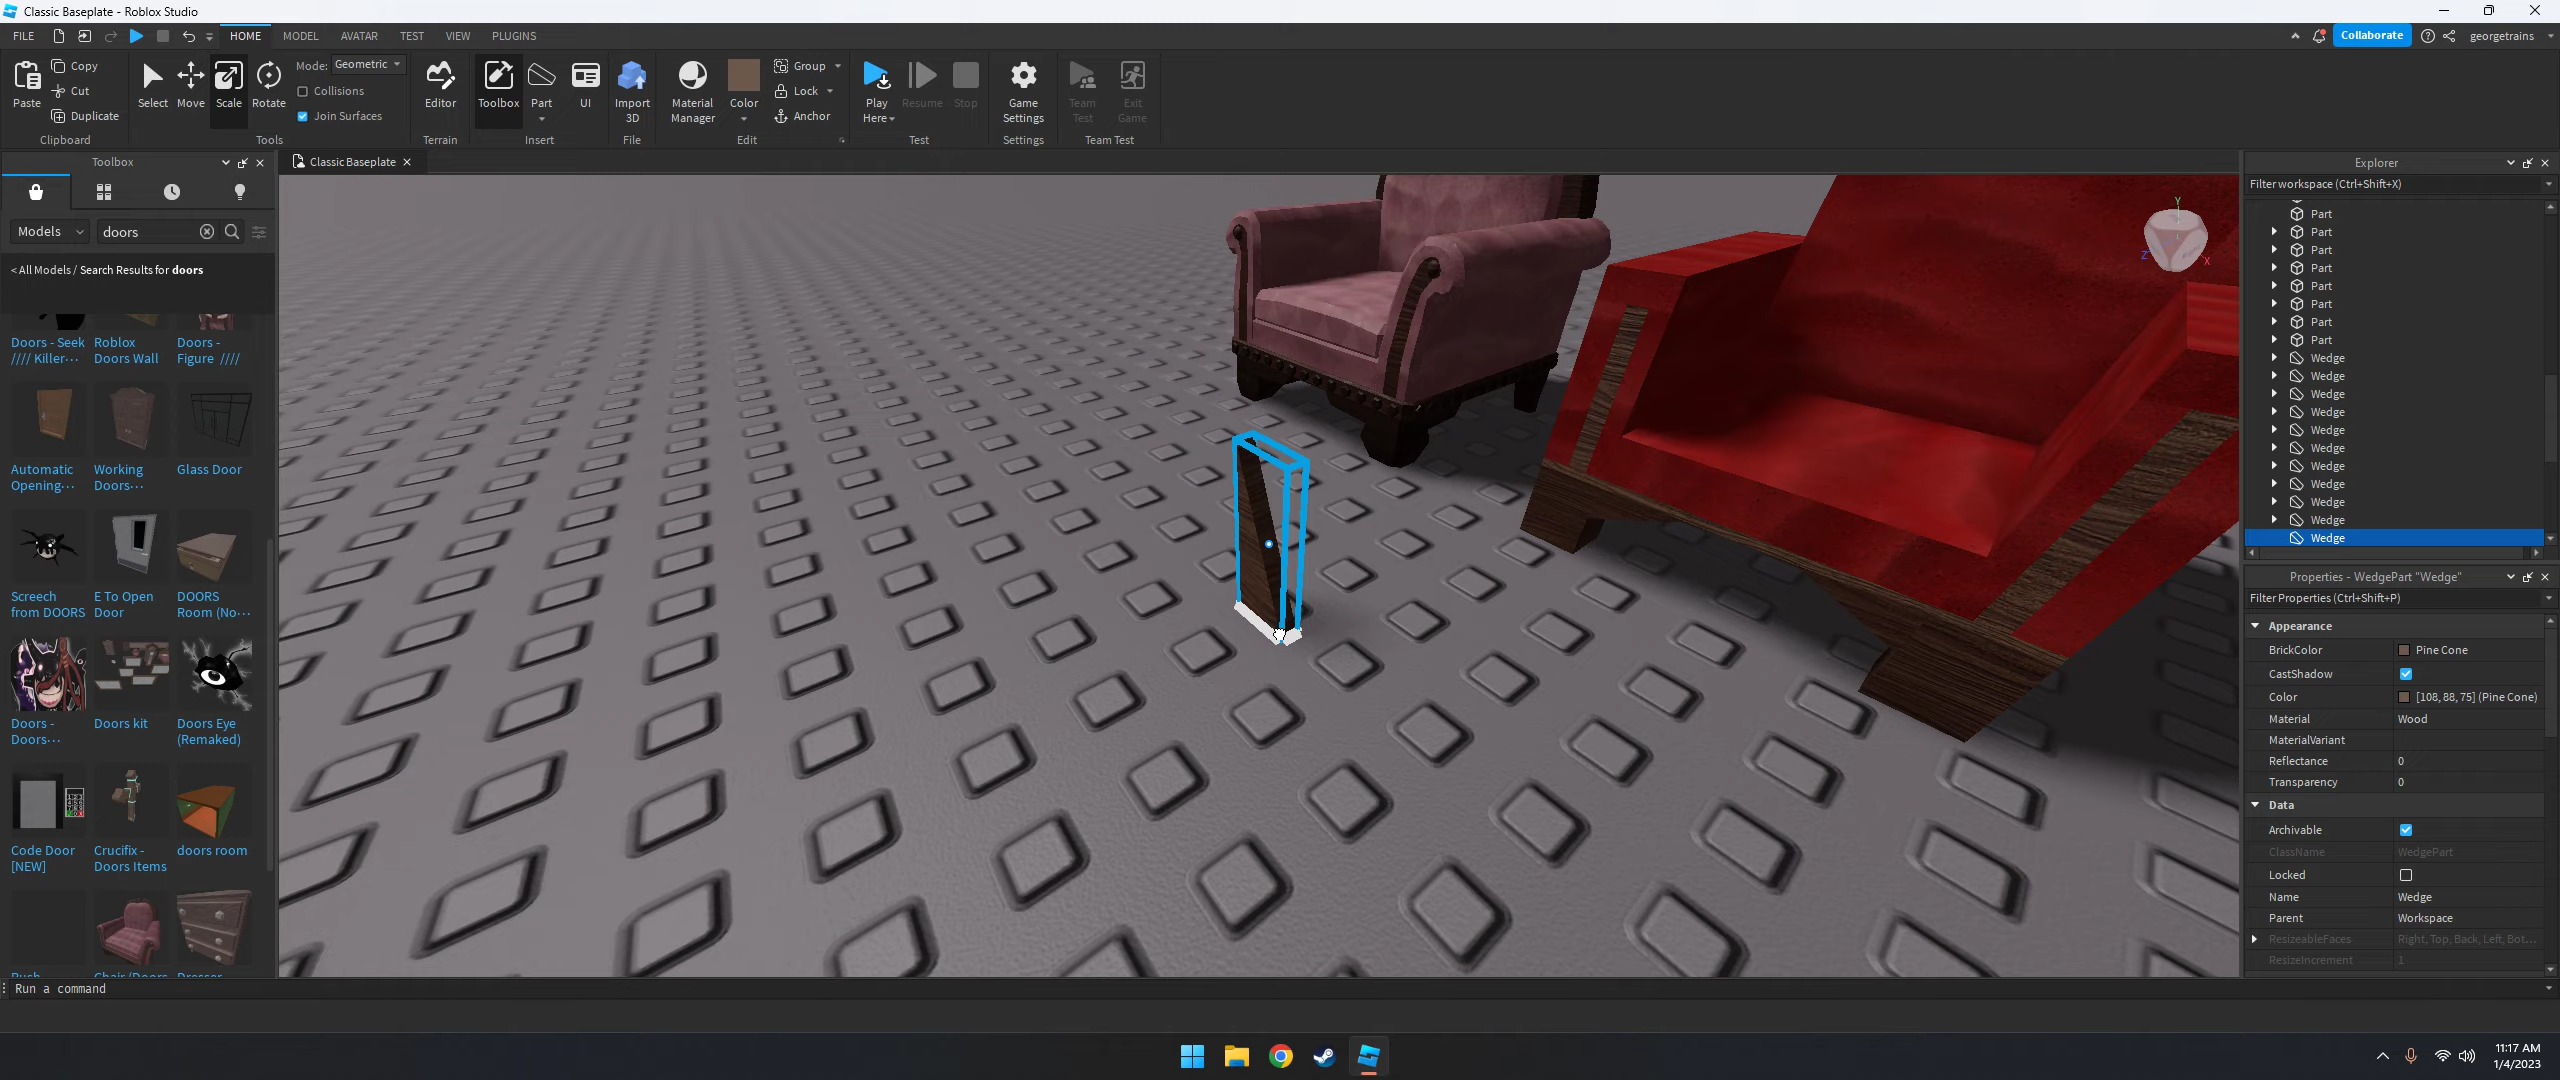 Classic Baseplate - Roblox Studio
FILE
HOME
MODEL
AVATAR
TEST
VIEW
PLUGINS
Collaborate
georgetrains
Paste
Copy
Cut
Duplicate
Clipboard
Select
Move
Scale
Rotate
Mode: Geometric
Collisions
Join Surfaces
Tools
Editor
Terrain
Toolbox
Part
UI
Insert
Import
3D
File
Material
Manager
Color
Group
Lock
Anchor
Edit
Play
Here
Resume
Stop
Test
Game
Settings
Settings
Team
Test
Exit
Game
Team Test
Toolbox
Models
doors
< All Models / Search Results for doors
Doors - Seek
//// Killer...
Roblox
Doors Wall
Doors -
Figure ////
Automatic
Opening...
Working
Doors...
Glass Door
Screech
from DOORS
E To Open
Door
DOORS
Room (No...
Doors -
Doors...
Doors kit
Doors Eye
(Remaked)
Code Door
[NEW]
Crucifix -
Doors Items
doors room
Classic Baseplate
Explorer
Filter workspace (Ctrl+Shift+X)
Y
Z
X
Part
Part
Part
Part
Part
Part
Part
Part
Wedge
Wedge
Wedge
Wedge
Wedge
Wedge
Wedge
Wedge
Wedge
Wedge
Wedge
Properties - WedgePart "Wedge"
Filter Properties (Ctrl+Shift+P)
Appearance
BrickColor Pine Cone
CastShadow
Color [108, 88, 75] (Pine Cone)
Material Wood
MaterialVariant
Reflectance 0
Transparency 0
Data
Archivable
ClassName WedgePart
Locked
Name Wedge
Parent Workspace
ResizeableFaces Right, Top, Back, Left, Bot...
ResizeIncrement 1
Run a command
11:17 AM
1/4/2023